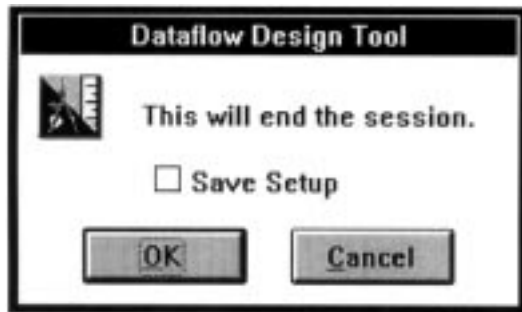 Dataflow Design Tool
This will end the session.
Save Setup
OK
Cancel